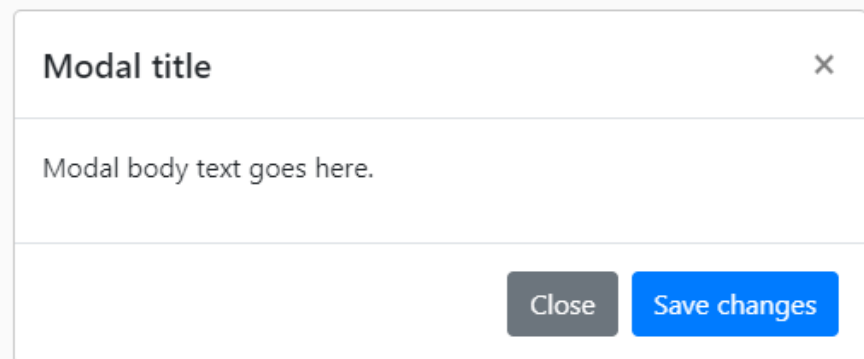 Modal title ×
Modal body text goes here.
Close Save changes